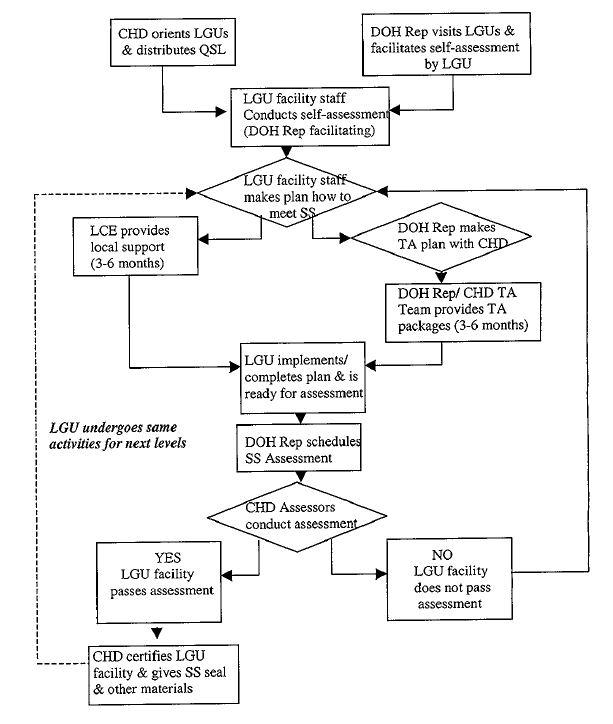 CHD orients LGUs
& distributes QSL
DOH Rep visits LGUs &
facilitates self-assessment
by LGU
LGU facility staff
Conducts self-assessment
(DOH Rep facilitating)
LGU facility staff
makes plan how to
meet SS
LCE provides
local support
(3-6 months)
DOH Rep makes
TA plan with CHD
DOH Rep/ CHD TA
Team provides TA
packages (3-6 months)
LGU implements/
completes plan & is
ready for assessment
LGU undergoes same
activities for next levels
DOH Rep schedules
SS Assessment
CHD Assessors
conduct assessment
YES
LGU facility
passes assessment
NO
LGU facility
does not pass
assessment
CHD certifies LGU
facility & gives SS seal
& other materials